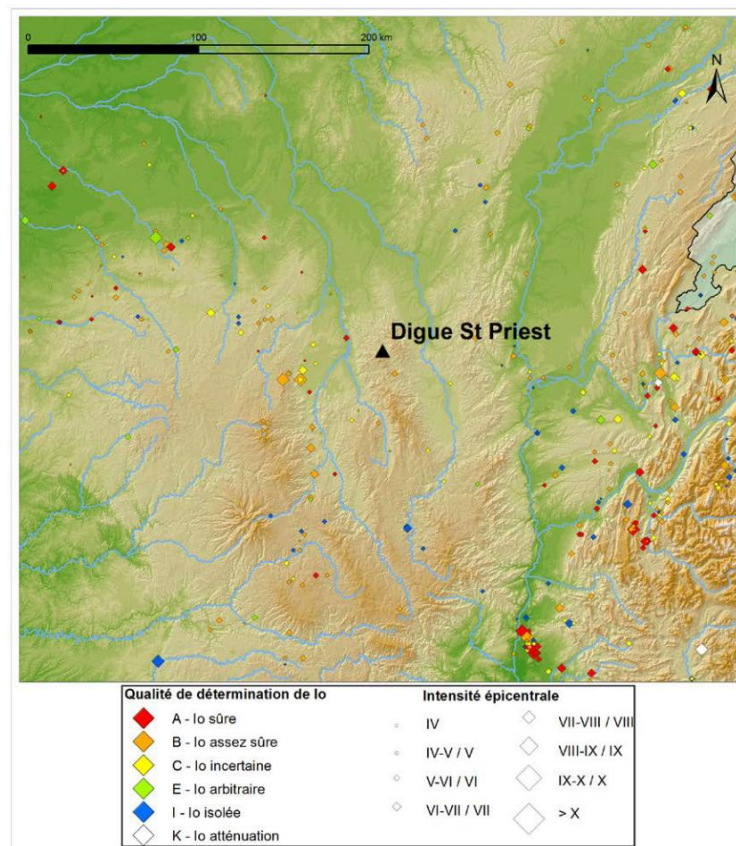 0 100 200 km
N
Digue St Priest
Qualité de détermination de Io
A - Io sûre
B - Io assez sûre
C - Io incertaine
E - Io arbitraire
I - Io isolée
K - Io atténuation
Intensité épicentrale
IV
IV-V / V
V-VI / VI
VI-VII / VII
VII-VIII / VIII
VIII-IX / IX
IX-X / X
> X